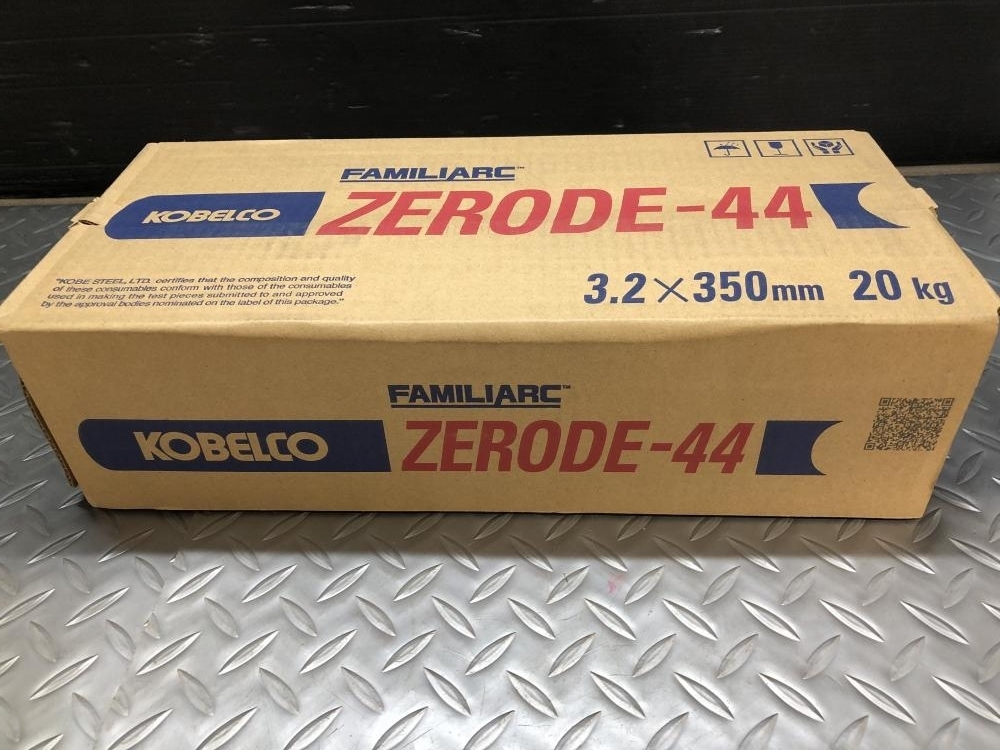 FAMILIARC™
KOBELCO
ZERODE-44
"KOBE STEEL, LTD. certifies that the composition and quality
of these consumables conform with those of the consumables
used in making the test pieces submitted to and approved
by the approval bodies nominated on the label of this package."
3.2×350mm 20 kg
FAMILIARC™
KOBELCO
ZERODE-44